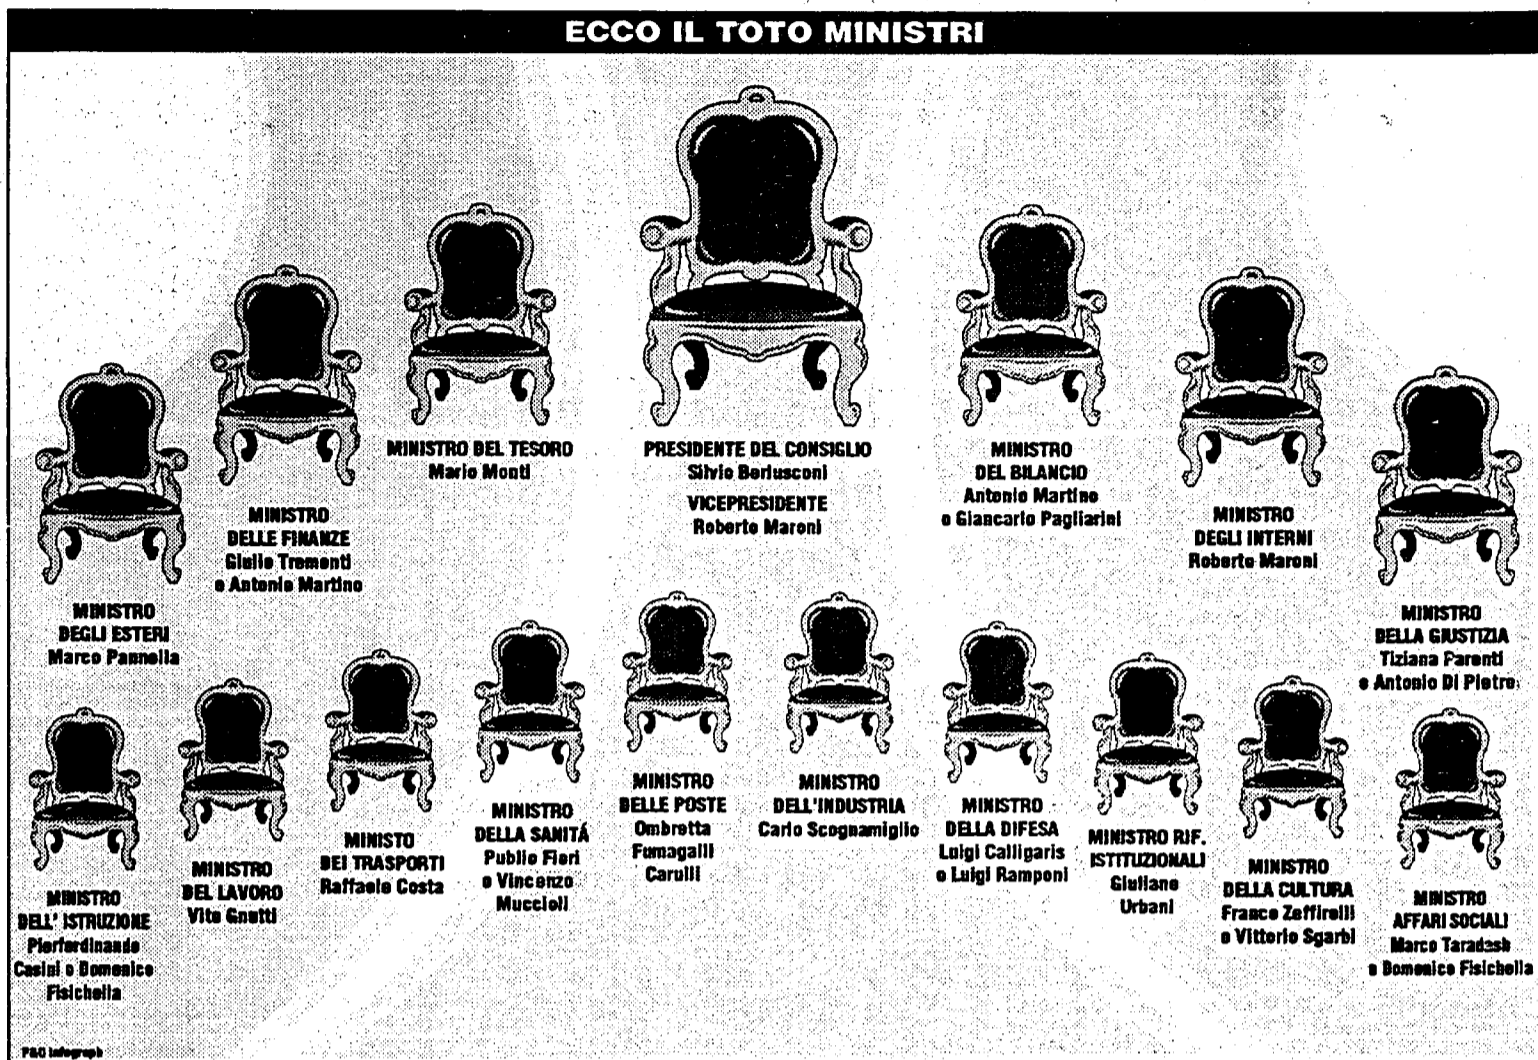 ECCO IL TOTO MINISTRI
PRESIDENTE DEL CONSIGLIO
Silvio Berlusconi
VICEPRESIDENTE
Roberto Maroni
MINISTRO DEL TESORO
Mario Monti
MINISTRO
DEL BILANCIO
Antonio Martino
o Giancarlo Pagliarini
MINISTRO
DELLE FINANZE
Giulio Trementi
o Antonio Martino
MINISTRO
DEGLI INTERNI
Roberto Maroni
MINISTRO
DEGLI ESTERI
Marco Pannella
MINISTRO
DELLA GIUSTIZIA
Tiziana Parenti
o Antonio Di Pietro
MINISTRO
DELL' ISTRUZIONE
Pierferdinando
Casini o Domenico
Fisichella
MINISTRO
DEL LAVORO
Vito Gnutti
MINISTO
DEI TRASPORTI
Raffaele Costa
MINISTRO
DELLA SANITÁ
Publio Fiori
o Vincenzo
Muccioli
MINISTRO
DELLE POSTE
Ombretta
Fumagalli
Carulli
MINISTRO
DELL'INDUSTRIA
Carlo Scognamiglio
MINISTRO
DELLA DIFESA
Luigi Calligaris
o Luigi Ramponi
MINISTRO RIF.
ISTITUZIONALI
Giuliano
Urbani
MINISTRO
DELLA CULTURA
Franco Zeffirelli
o Vittorio Sgarbi
MINISTRO
AFFARI SOCIALI
Marco Taradash
o Domenico Fisichella
P&G Infograph